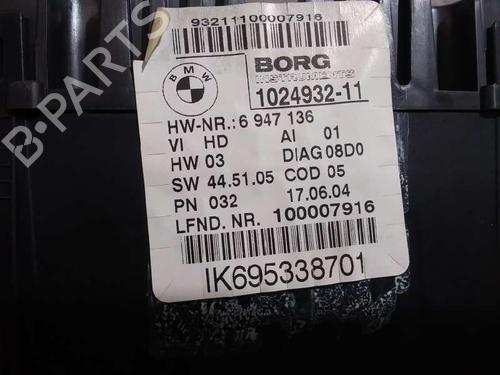 93211100007916
BMW
BORG
INSTRUMENTS
1024932-11
HW-NR.: 6 947 136
VI HD AI 01
HW 03 DIAG 08D0
SW 44.51.05 COD 05
PN 032 17.06.04
LFND. NR. 100007916
IK695338701
B-PARTS